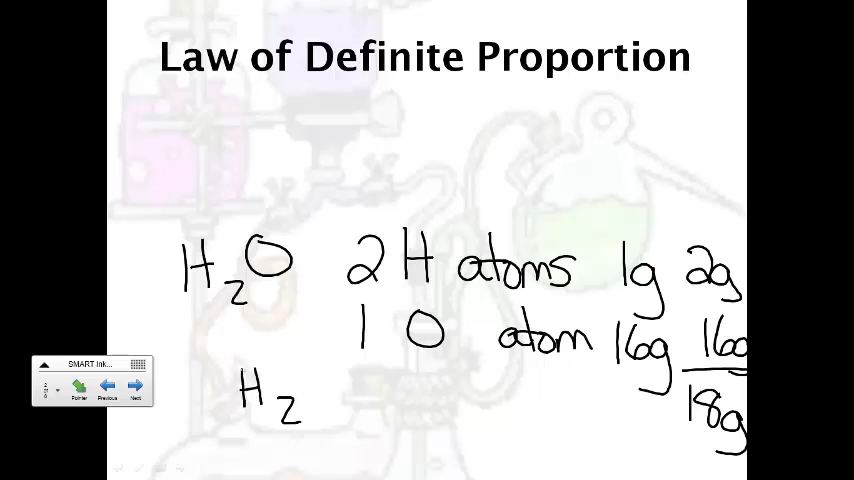 Law of Definite Proportion
H₂O 2 H atoms 1g 2g
1 O atom 16g 16g
18g
SMART Ink...
Pointer Previous Next
H₂